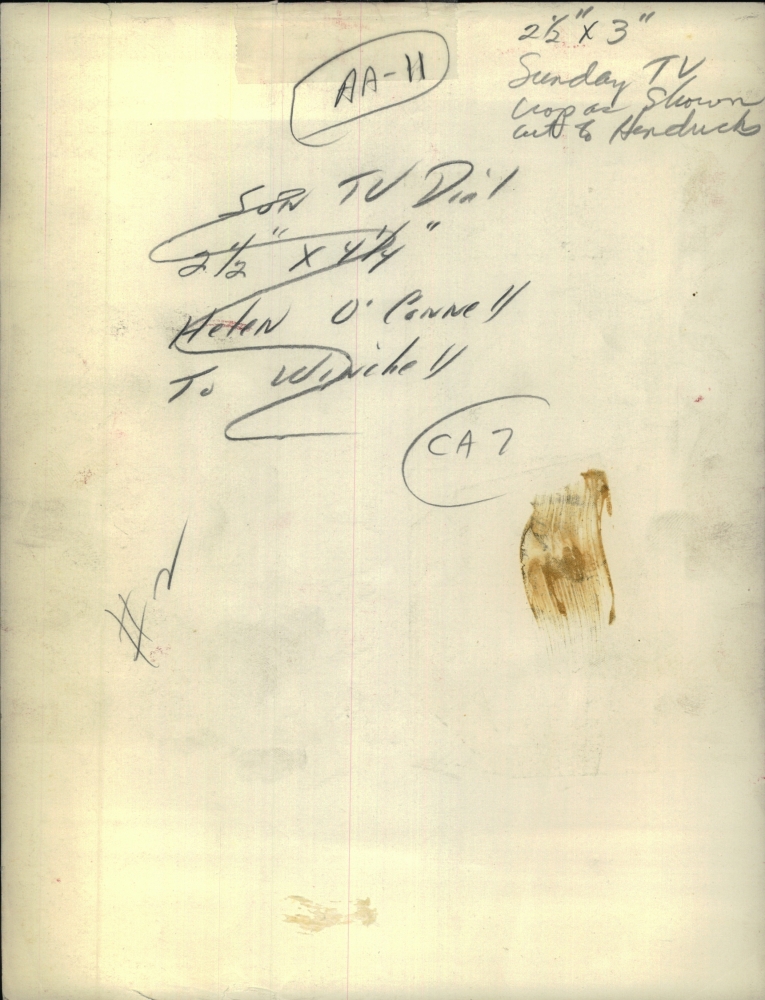 2½" x 3"
Sunday TV
crop as Shown
cut to Hendricks
AA-11
Sun TV Dial
2½" x 4¼"
Helen O'Connell
To Winchell
CA 7
#2